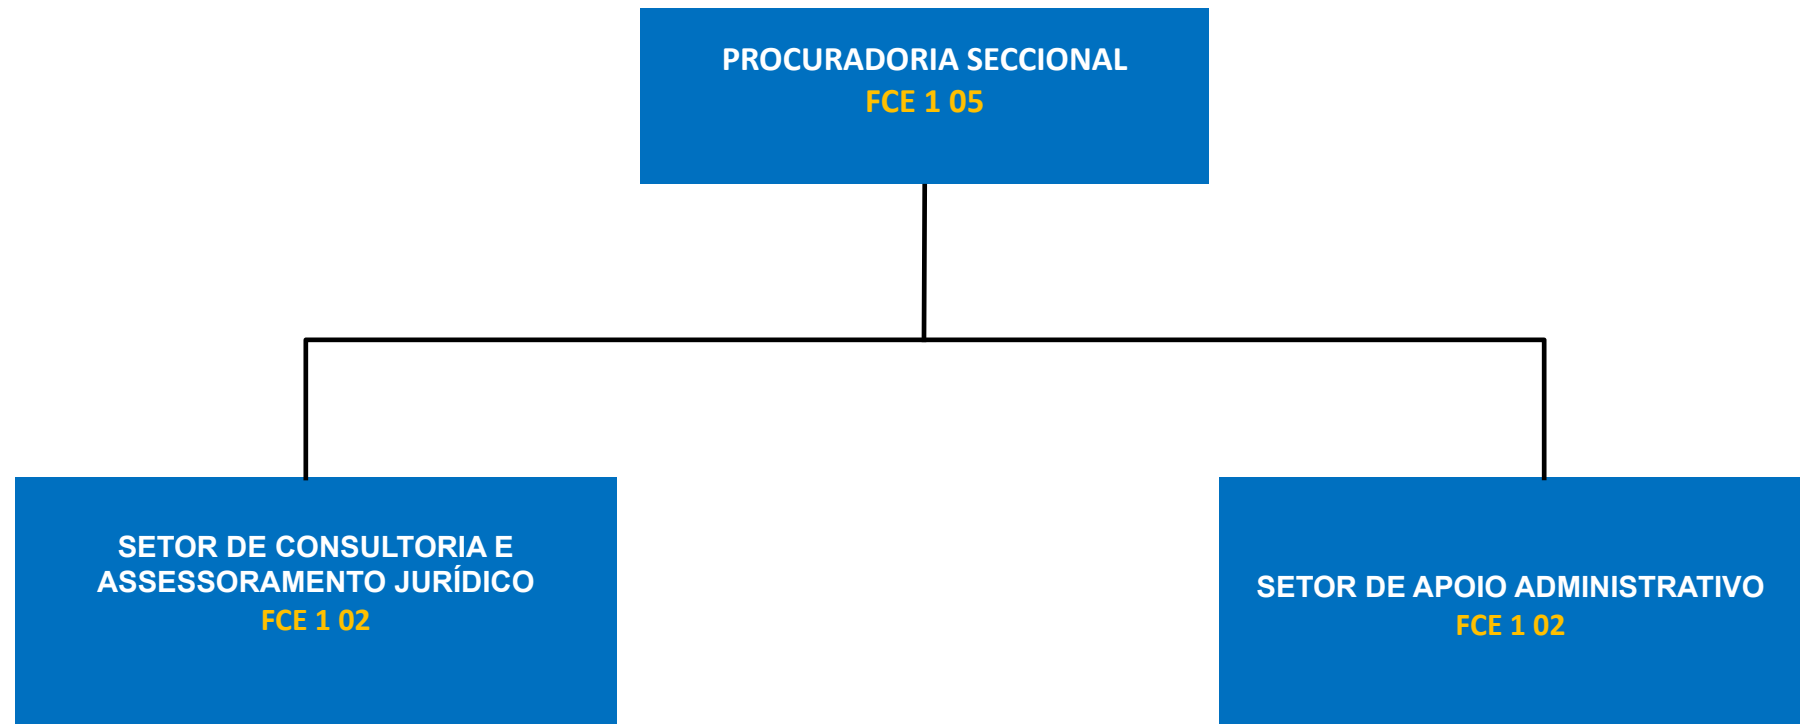 PROCURADORIA SECCIONAL
FCE 1 05
SETOR DE CONSULTORIA E
ASSESSORAMENTO JURÍDICO
FCE 1 02
SETOR DE APOIO ADMINISTRATIVO
FCE 1 02